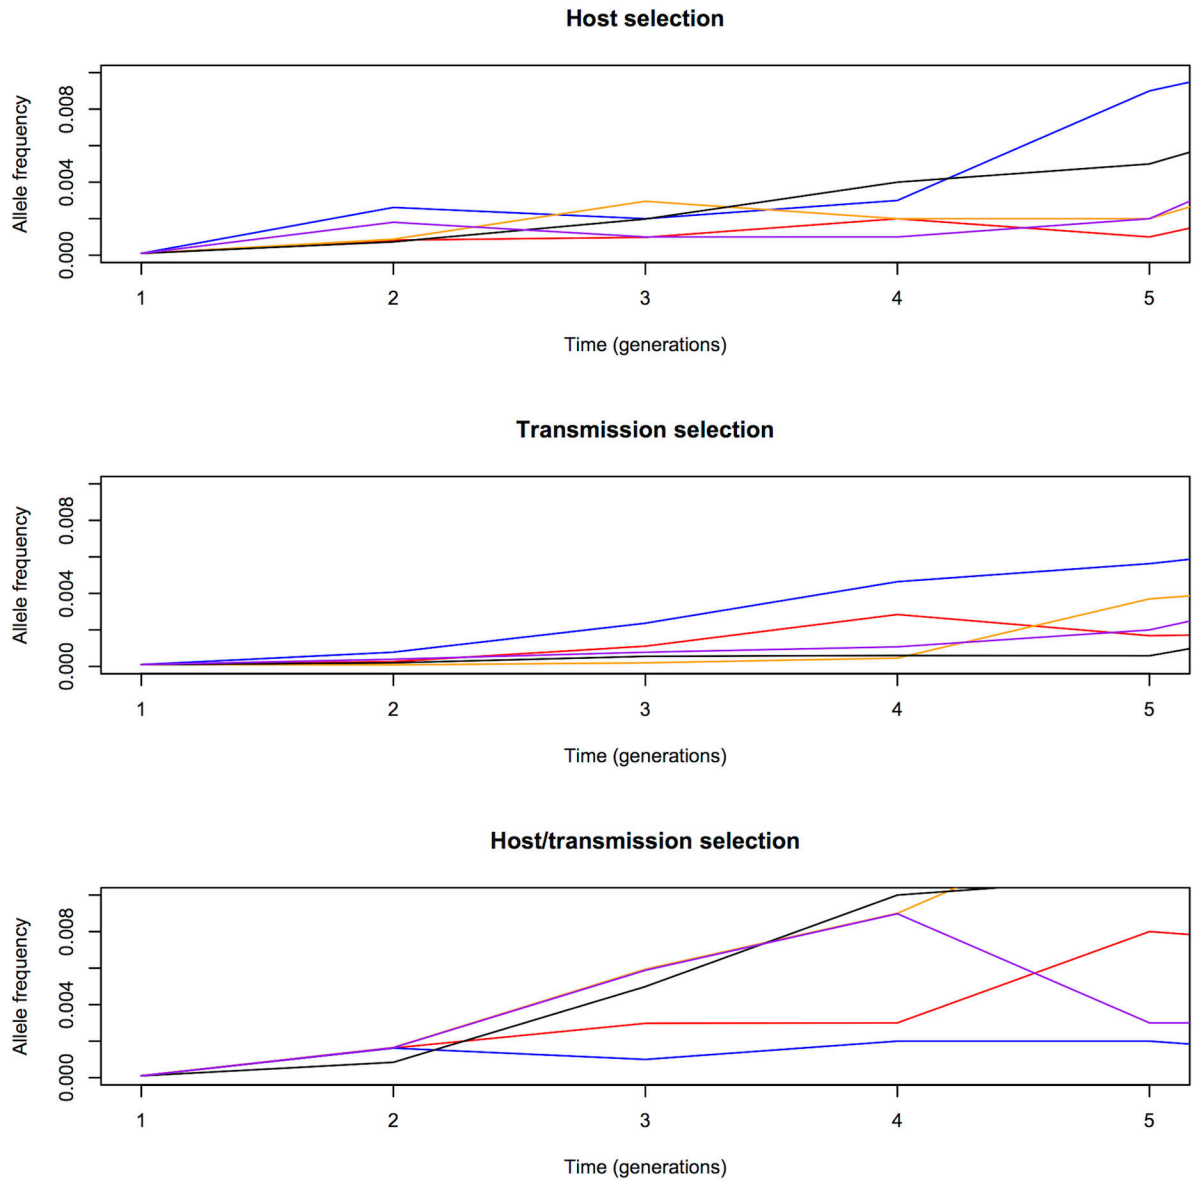 Host selection
Allele frequency
0.008
0.004
0.000
1 2 3 4 5
Time (generations)
Transmission selection
Allele frequency
0.008
0.004
0.000
1 2 3 4 5
Time (generations)
Host/transmission selection
Allele frequency
0.008
0.004
0.000
1 2 3 4 5
Time (generations)